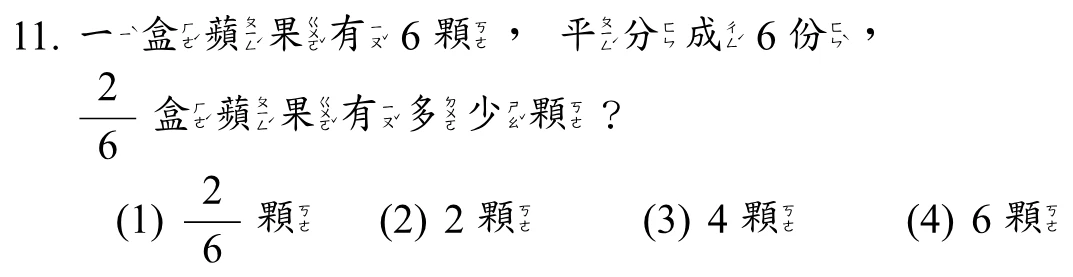 11. 一盒蘋果有 6 顆，平分成 6 份，
2/6 盒蘋果有多少顆？
(1) 2/6 顆 (2) 2 顆 (3) 4 顆 (4) 6 顆